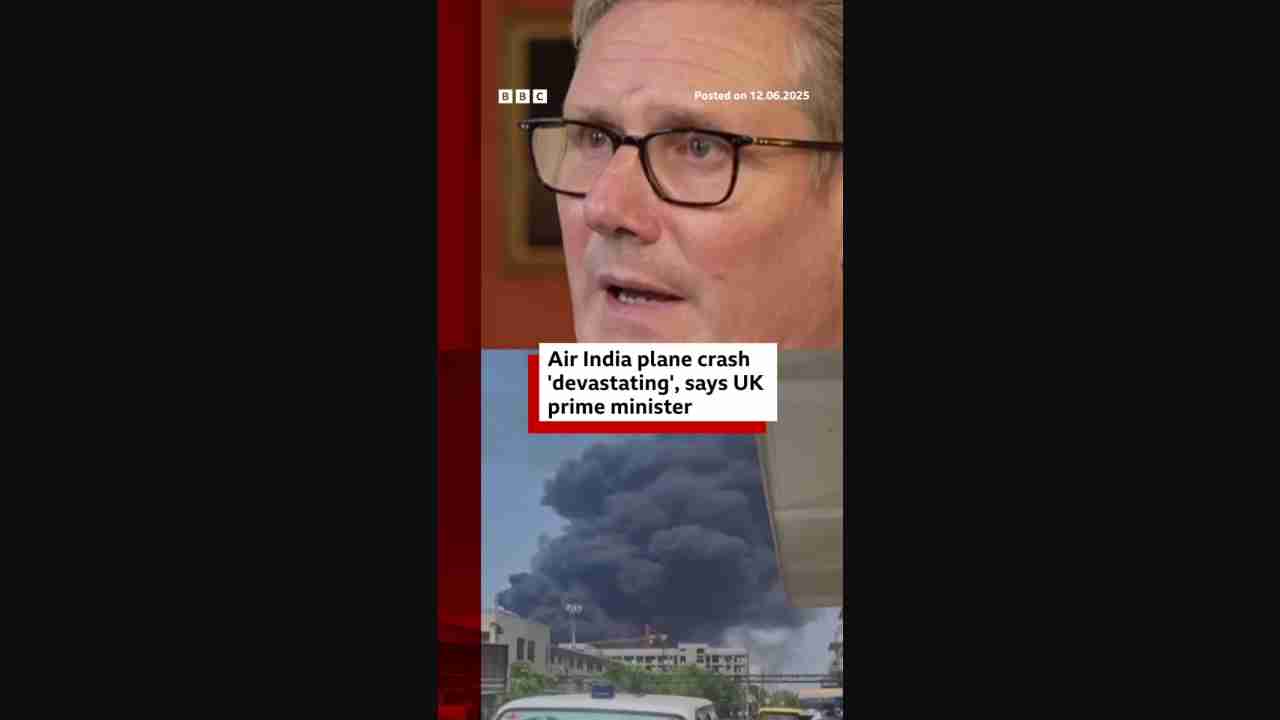 BBC
Posted on 12.06.2025
Air India plane crash
'devastating', says UK
prime minister